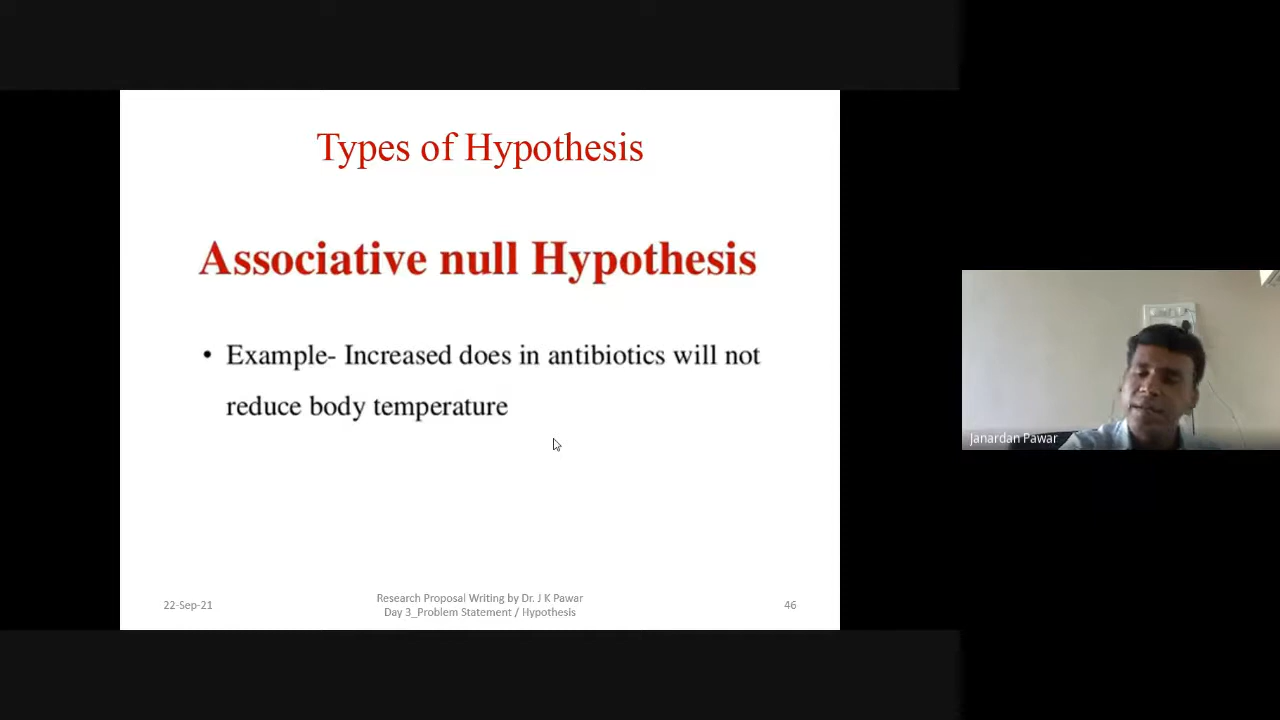 Types of Hypothesis
Associative null Hypothesis
• Example- Increased does in antibiotics will not
reduce body temperature
22-Sep-21
Research Proposal Writing by Dr. J K Pawar
Day 3_Problem Statement / Hypothesis
46
Janardan Pawar